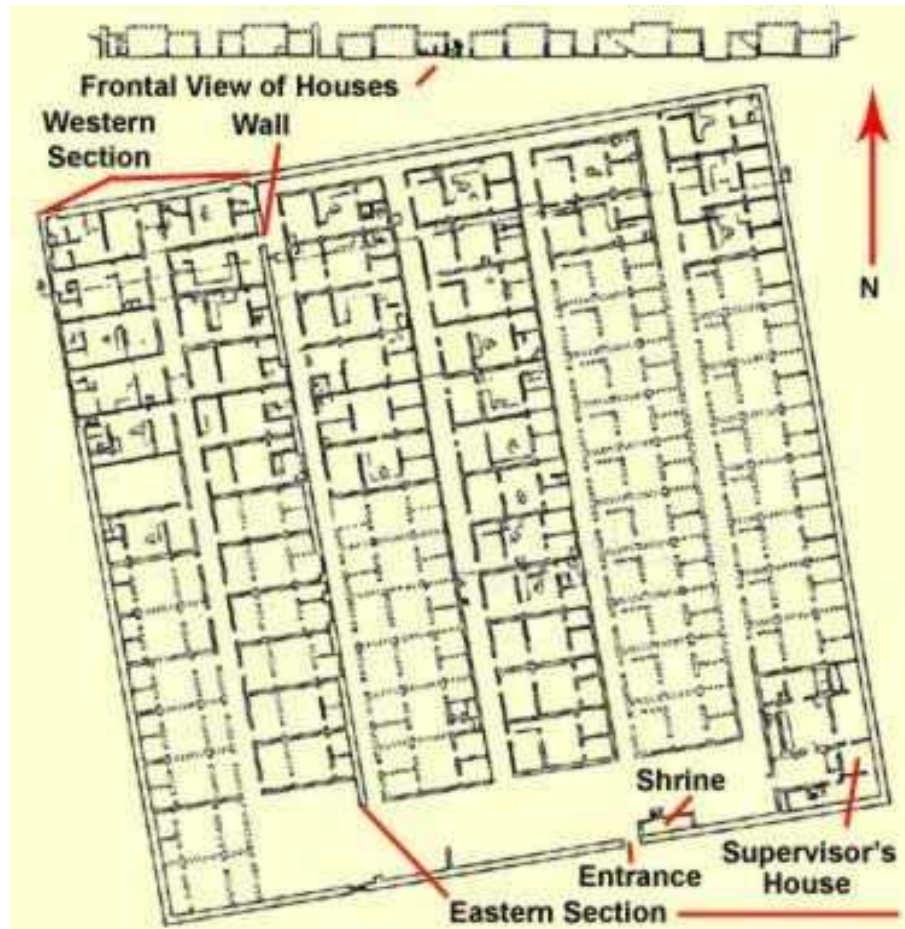 Frontal View of Houses
Western
Section
Wall
N
Shrine
Entrance
Supervisor's
House
Eastern Section